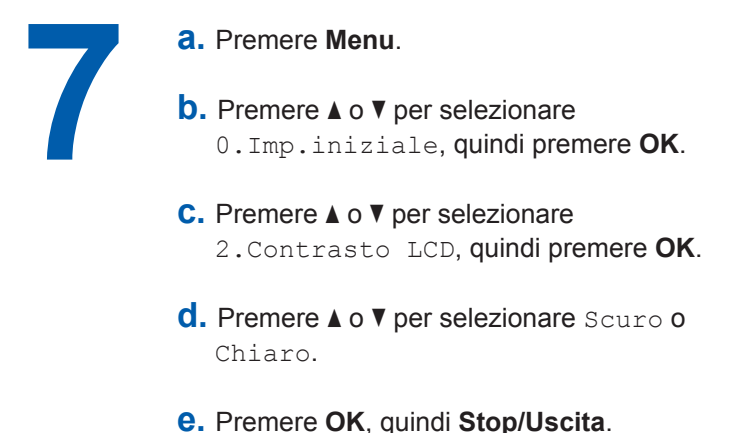 7
a. Premere Menu.
b. Premere ▲ o ▼ per selezionare
0.Imp.iniziale, quindi premere OK.
c. Premere ▲ o ▼ per selezionare
2.Contrasto LCD, quindi premere OK.
d. Premere ▲ o ▼ per selezionare Scuro o
Chiaro.
e. Premere OK, quindi Stop/Uscita.